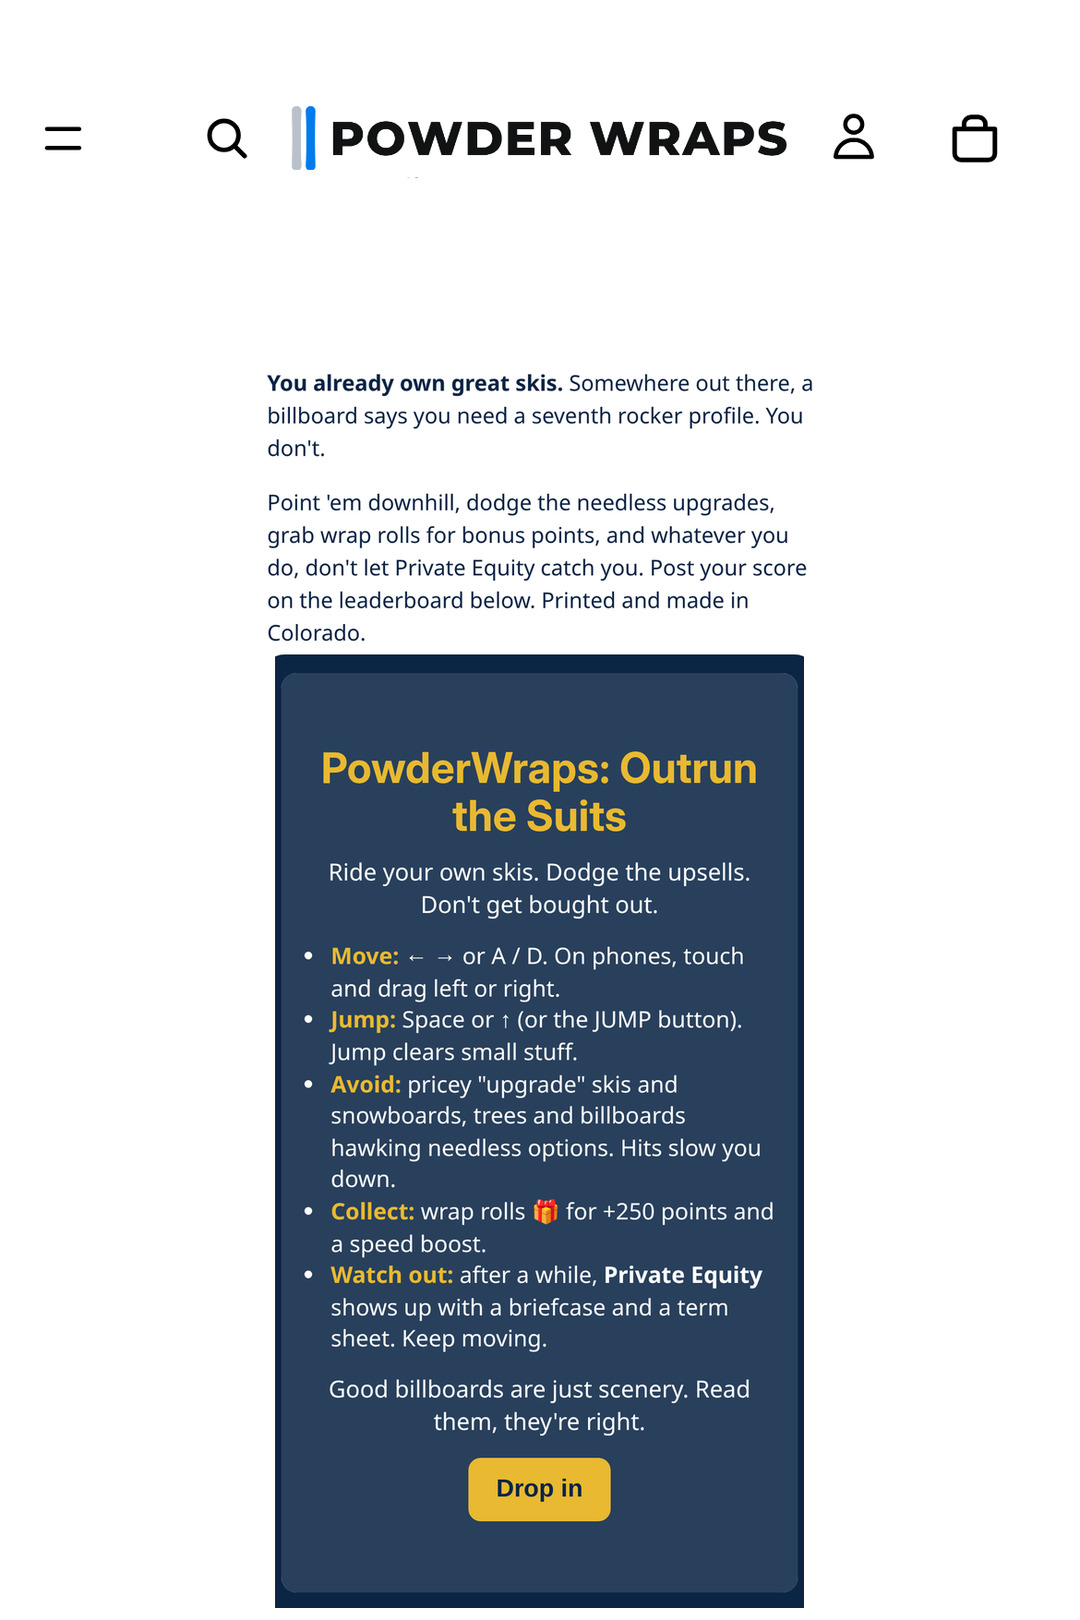 POWDER WRAPS
You already own great skis. Somewhere out there, a
billboard says you need a seventh rocker profile. You
don't.
Point 'em downhill, dodge the needless upgrades,
grab wrap rolls for bonus points, and whatever you
do, don't let Private Equity catch you. Post your score
on the leaderboard below. Printed and made in
Colorado.
PowderWraps: Outrun
the Suits
Ride your own skis. Dodge the upsells.
Don't get bought out.
• Move: ← → or A / D. On phones, touch
and drag left or right.
• Jump: Space or ↑ (or the JUMP button).
Jump clears small stuff.
• Avoid: pricey "upgrade" skis and
snowboards, trees and billboards
hawking needless options. Hits slow you
down.
• Collect: wrap rolls 🎁 for +250 points and
a speed boost.
• Watch out: after a while, Private Equity
shows up with a briefcase and a term
sheet. Keep moving.
Good billboards are just scenery. Read
them, they're right.
Drop in